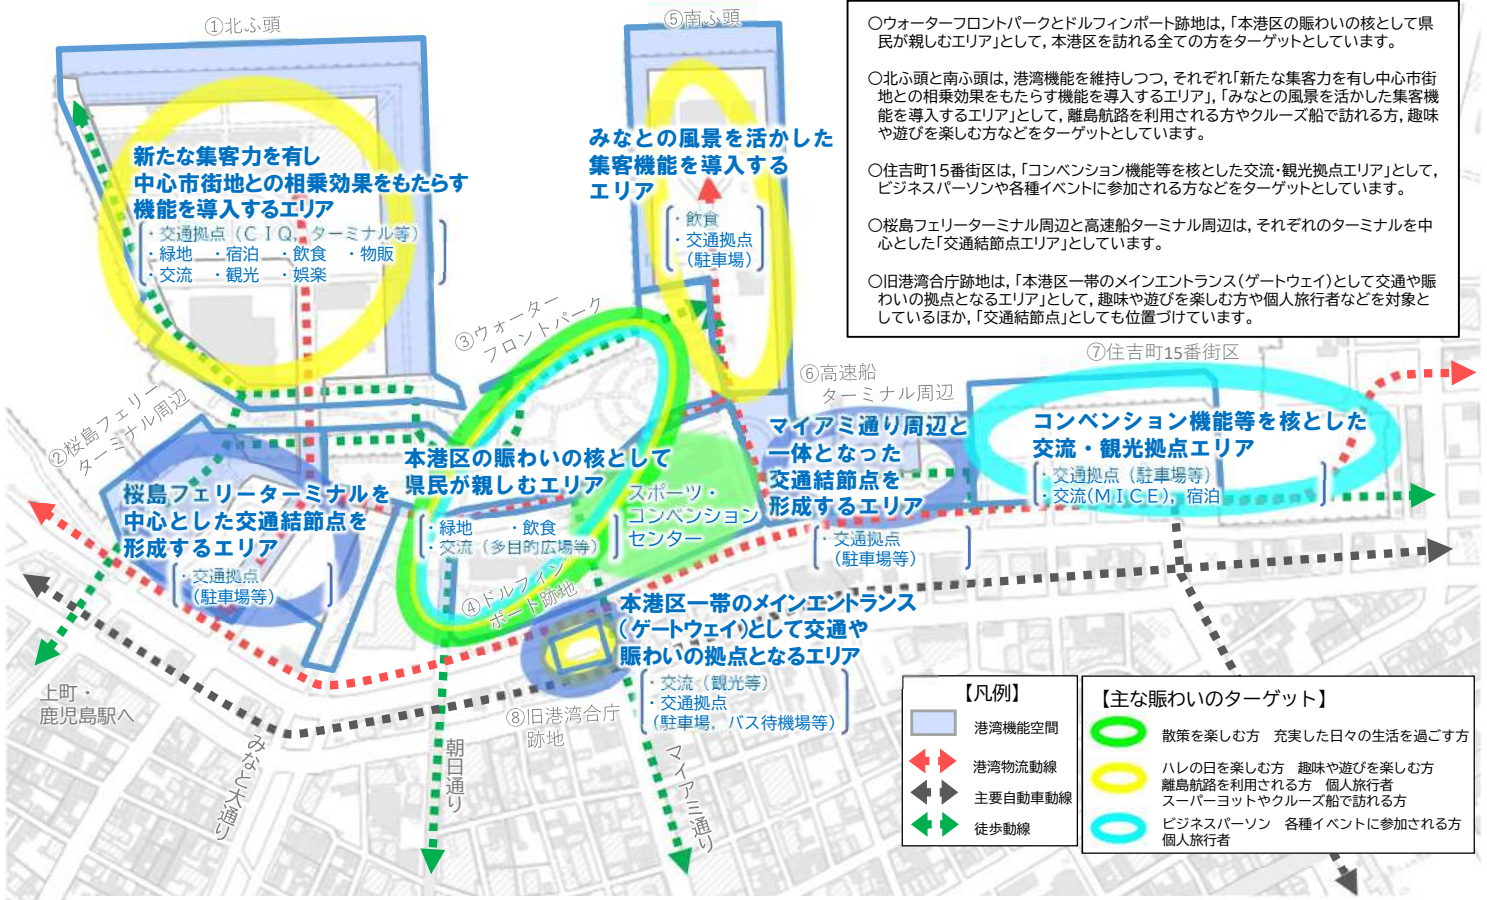 ①北ふ頭
⑤南ふ頭
○ウォーターフロントパークとドルフィンポート跡地は,「本港区の賑わいの核として県
民が親しむエリア」として, 本港区を訪れる全ての方をターゲットとしています。
○北ふ頭と南ふ頭は, 港湾機能を維持しつつ, それぞれ「新たな集客力を有し中心市街
地との相乗効果をもたらす機能を導入するエリア」,「みなとの風景を活かした集客機
能を導入するエリア」として, 離島航路を利用される方やクルーズ船で訪れる方, 趣味
や遊びを楽しむ方などをターゲットとしています。
○住吉町15番街区は,「コンベンション機能等を核とした交流・観光拠点エリア」として,
ビジネスパーソンや各種イベントに参加される方などをターゲットとしています。
○桜島フェリーターミナル周辺と高速船ターミナル周辺は, それぞれのターミナルを中
心とした「交通結節点エリア」としています。
○旧港湾合庁跡地は,「本港区一帯のメインエントランス(ゲートウェイ)として交通や賑
わいの拠点となるエリア」として, 趣味や遊びを楽しむ方や個人旅行者などを対象と
しているほか,「交通結節点」としても位置づけています。
新たな集客力を有し
中心市街地との相乗効果をもたらす
機能を導入するエリア
・交通拠点(CIQ, ターミナル等)
・緑地 ・宿泊 ・飲食 ・物販
・交流 ・観光 ・娯楽
みなとの風景を活かした
集客機能を導入する
エリア
・飲食
・交通拠点
(駐車場)
③ウォーター
フロントパーク
⑥高速船
ターミナル周辺
⑦住吉町15番街区
②桜島フェリー
ターミナル周辺
桜島フェリーターミナルを
中心とした交通結節点を
形成するエリア
・交通拠点
(駐車場等)
本港区の賑わいの核として
県民が親しむエリア
・緑地 ・飲食
・交流(多目的広場等)
スポーツ・
コンベンション
センター
マイアミ通り周辺と
一体となった
交通結節点を
形成するエリア
・交通拠点
(駐車場等)
コンベンション機能等を核とした
交流・観光拠点エリア
・交通拠点(駐車場等)
・交流(MICE), 宿泊
④ドルフィン
ポート跡地
本港区一帯のメインエントランス
(ゲートウェイ)として交通や
賑わいの拠点となるエリア
・交流(観光等)
・交通拠点
(駐車場, バス待機場等)
⑧旧港湾合庁
跡地
上町・
鹿児島駅へ
みなと大通り
朝日通り
マイアミ通り
【凡例】
港湾機能空間
港湾物流動線
主要自動車動線
徒歩動線
【主な賑わいのターゲット】
散策を楽しむ方 充実した日々の生活を過ごす方
ハレの日を楽しむ方 趣味や遊びを楽しむ方
離島航路を利用される方 個人旅行者
スーパーヨットやクルーズ船で訪れる方
ビジネスパーソン 各種イベントに参加される方
個人旅行者